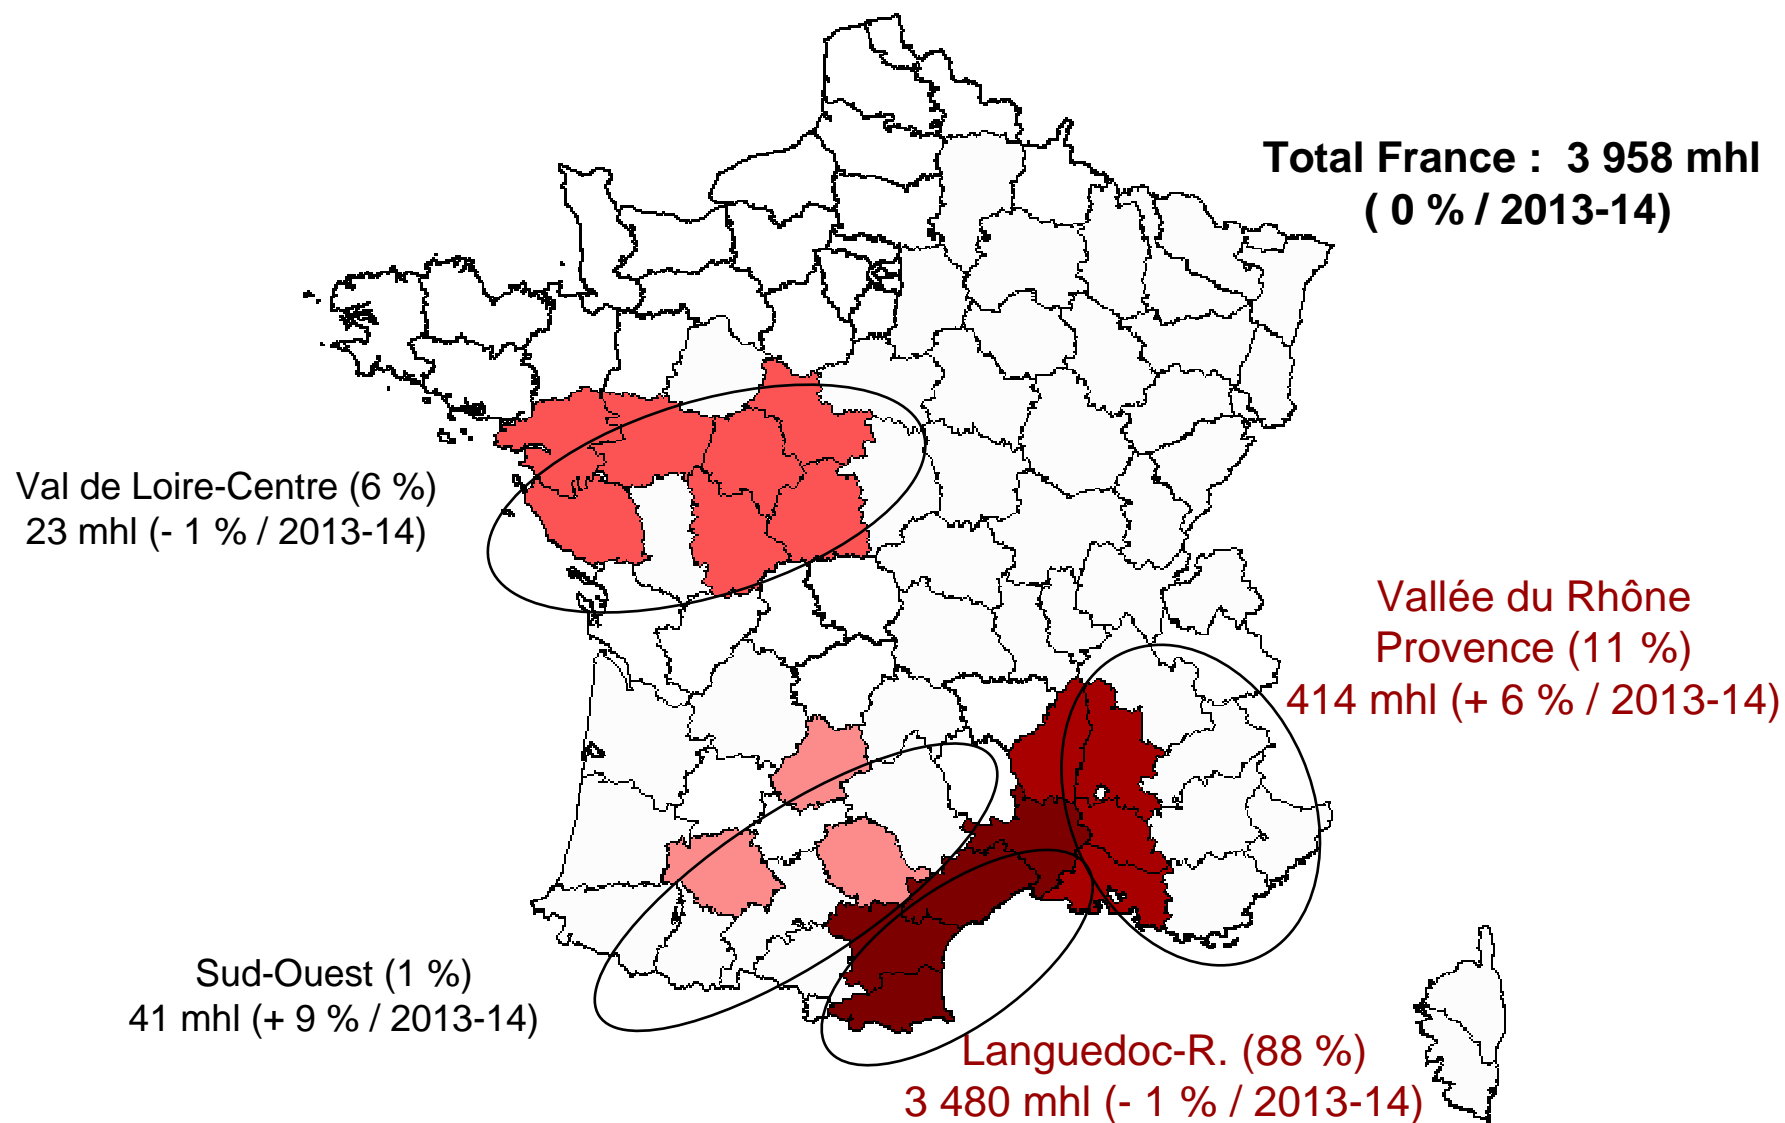 Total France : 3 958 mhl
( 0 % / 2013-14)
Val de Loire-Centre (6 %)
23 mhl (- 1 % / 2013-14)
Vallée du Rhône
Provence (11 %)
414 mhl (+ 6 % / 2013-14)
Sud-Ouest (1 %)
41 mhl (+ 9 % / 2013-14)
Languedoc-R. (88 %)
3 480 mhl (- 1 % / 2013-14)